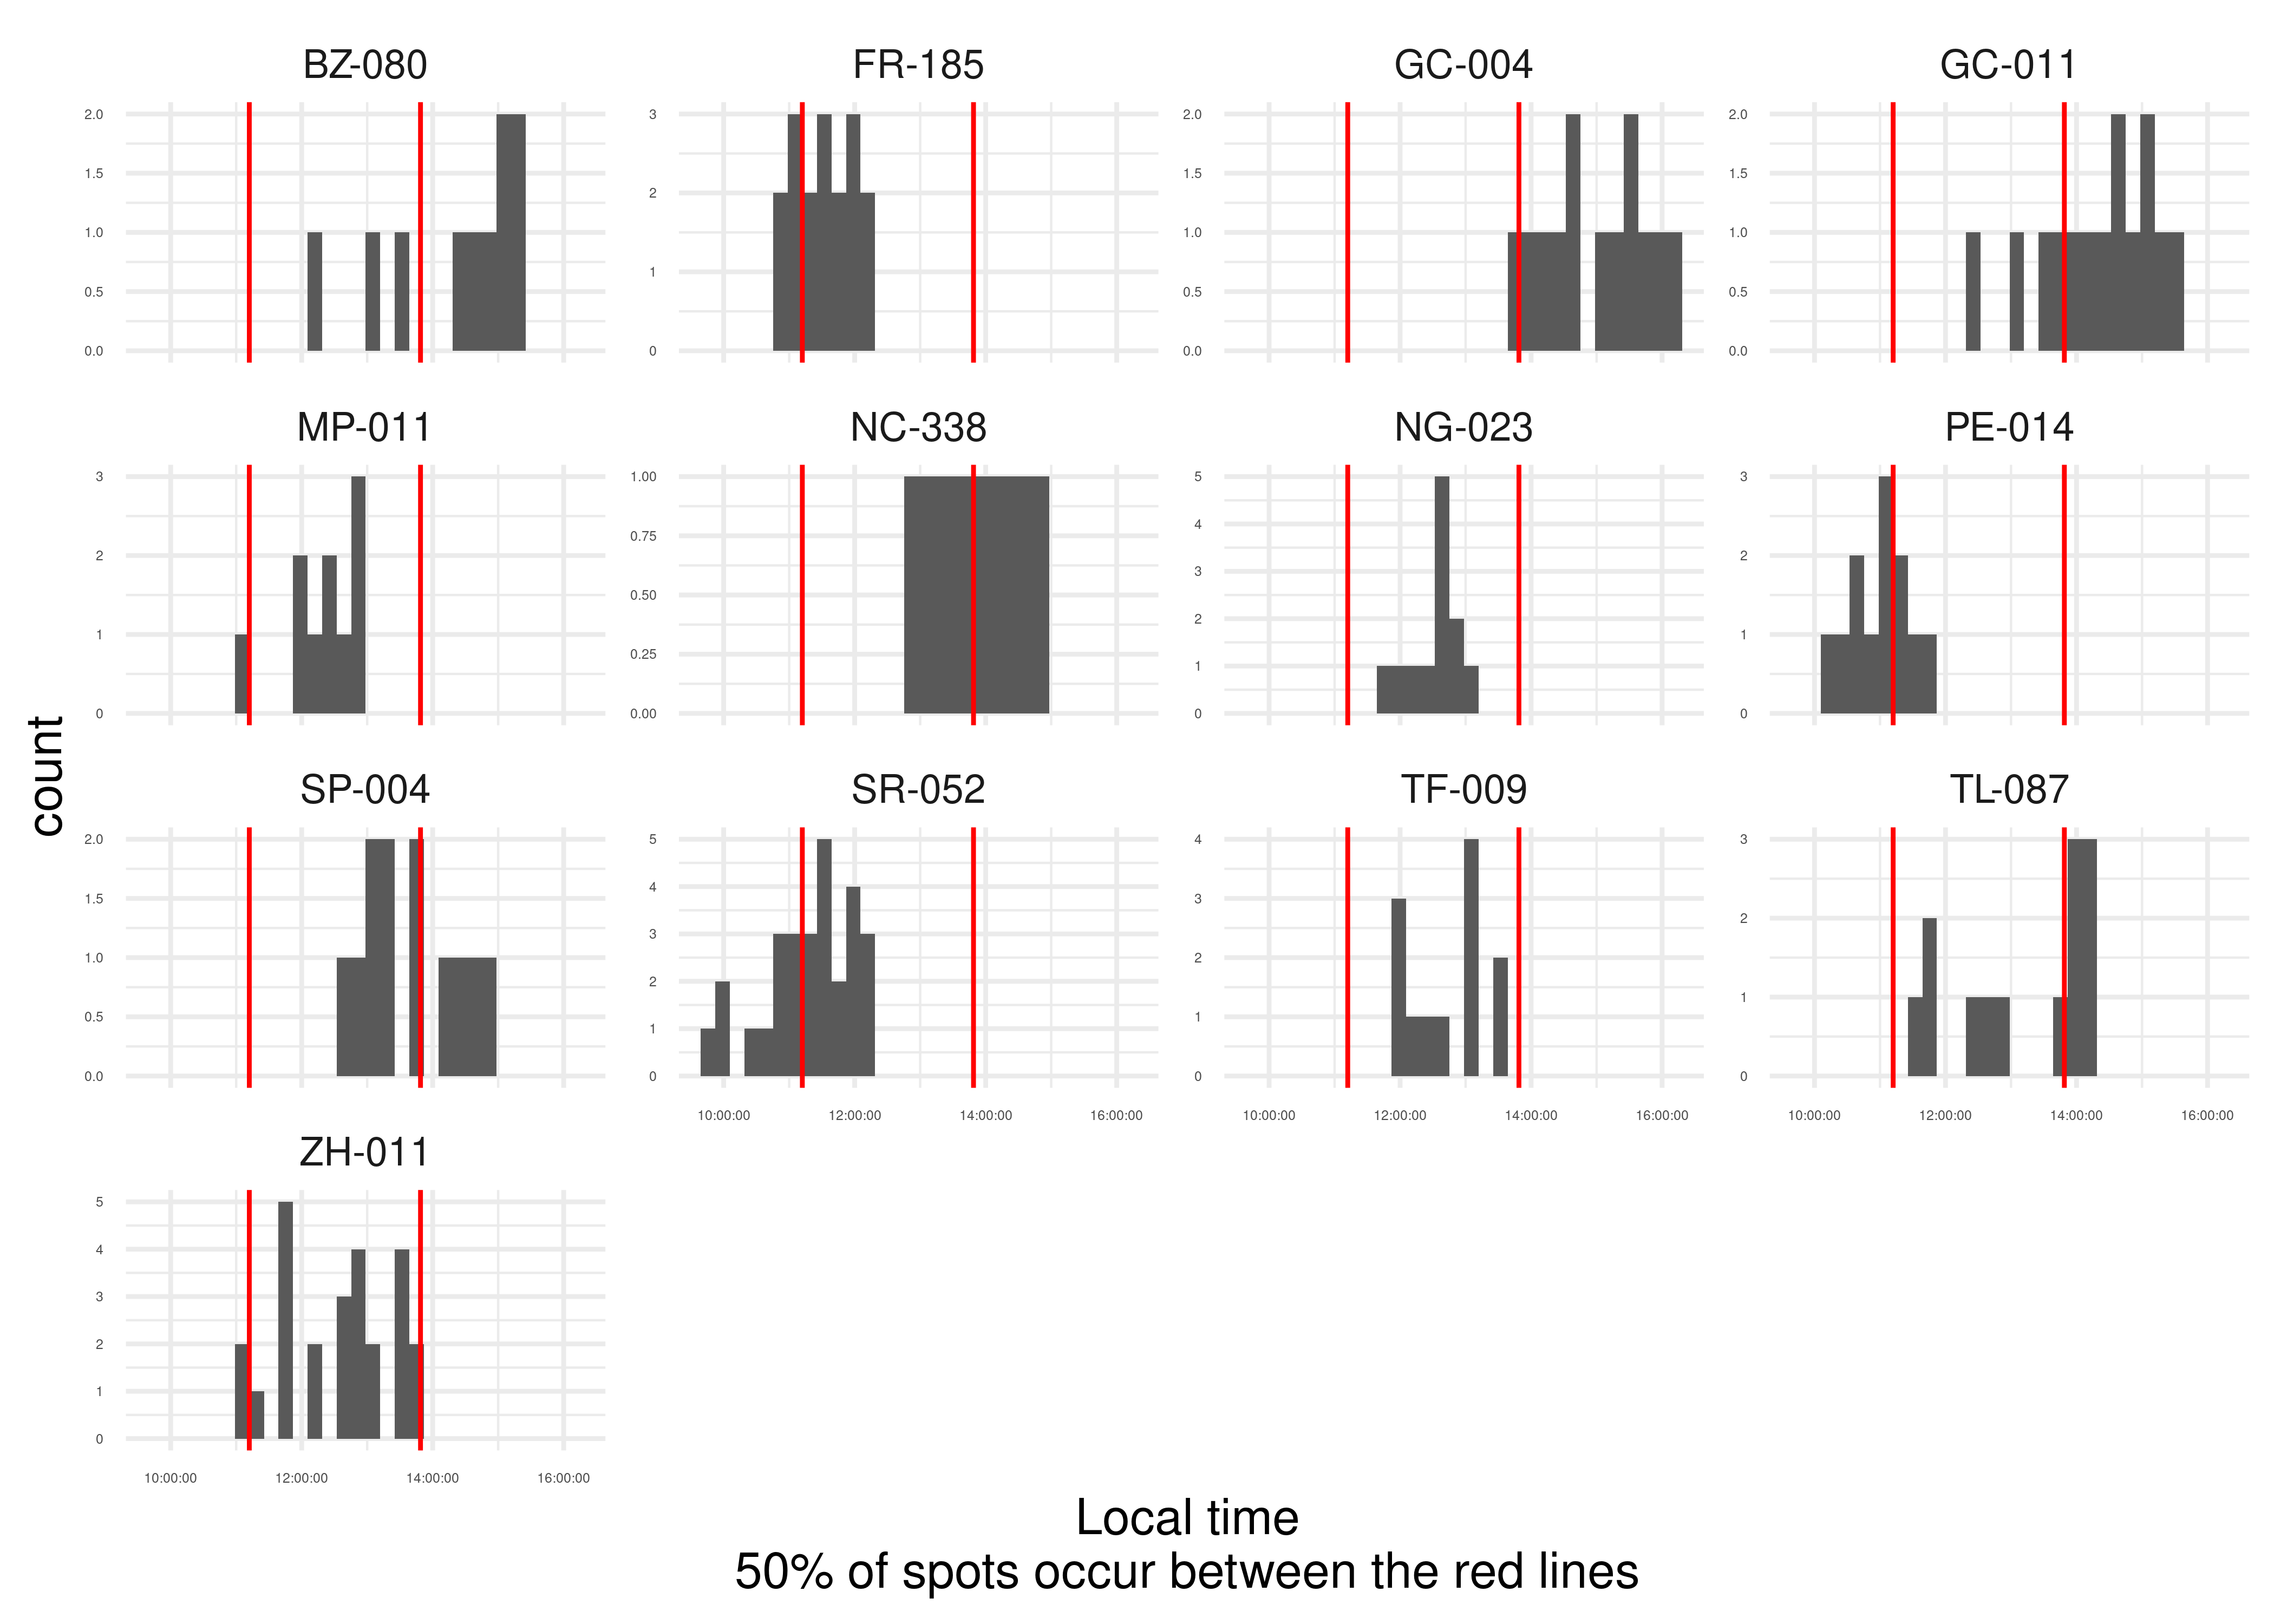 BZ-080 FR-185 GC-004 GC-011
2.0 3 2.0 2.0
1.5 2 1.5 1.5
1.0 1 1.0 1.0
0.5 0 0.5 0.5
0.0 0.0 0.0
MP-011 NC-338 NG-023 PE-014
3 1.00 5 3
2 0.75 4 2
1 0.50 3 1
0 0.25 2 0
0.00 1
0
count
SP-004 SR-052 TF-009 TL-087
2.0 5 4 3
1.5 4 3 2
1.0 3 2 1
0.5 2 1 0
0.0 1 0
0
10:00:00 12:00:00 14:00:00 16:00:00 10:00:00 12:00:00 14:00:00 16:00:00 10:00:00 12:00:00 14:00:00 16:00:00
ZH-011
5
4
3
2
1
0
10:00:00 12:00:00 14:00:00 16:00:00
Local time
50% of spots occur between the red lines